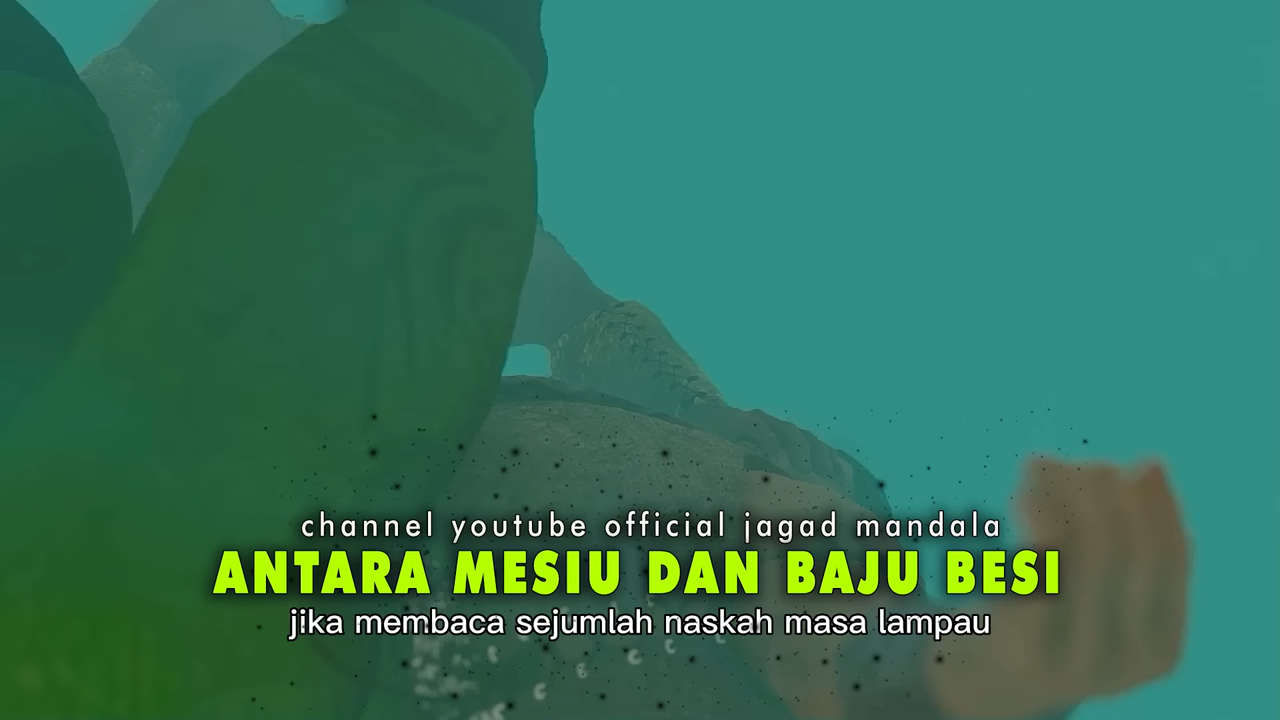 channel youtube official jagad mandala
ANTARA MESIU DAN BAJU BESI
jika membaca sejumlah naskah masa lampau